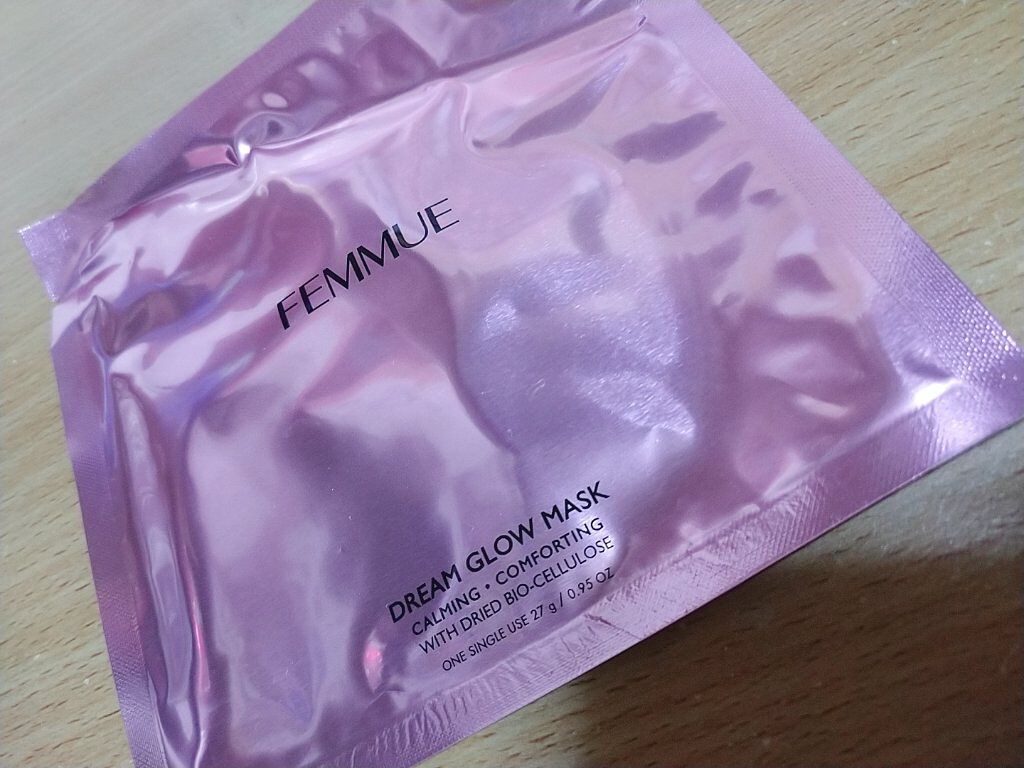 FEMMUE
DREAM GLOW MASK
CALMING • COMFORTING
WITH DRIED BIO-CELLULOSE
ONE SINGLE USE 27 g / 0.95 OZ